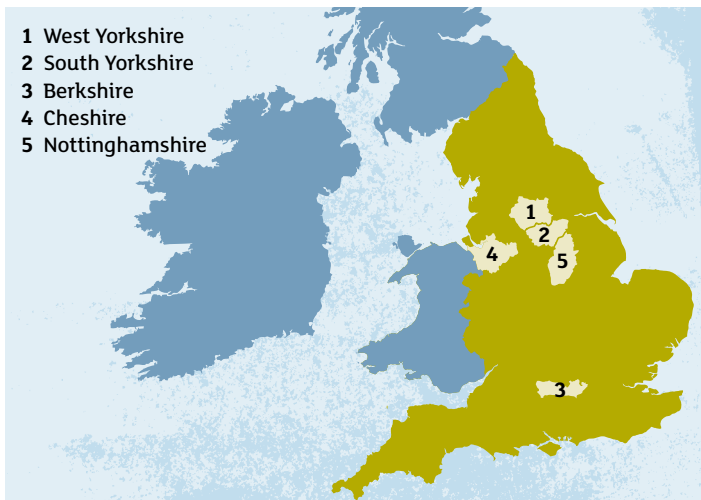 1 West Yorkshire
2 South Yorkshire
3 Berkshire
4 Cheshire
5 Nottinghamshire
1
2
4
5
3